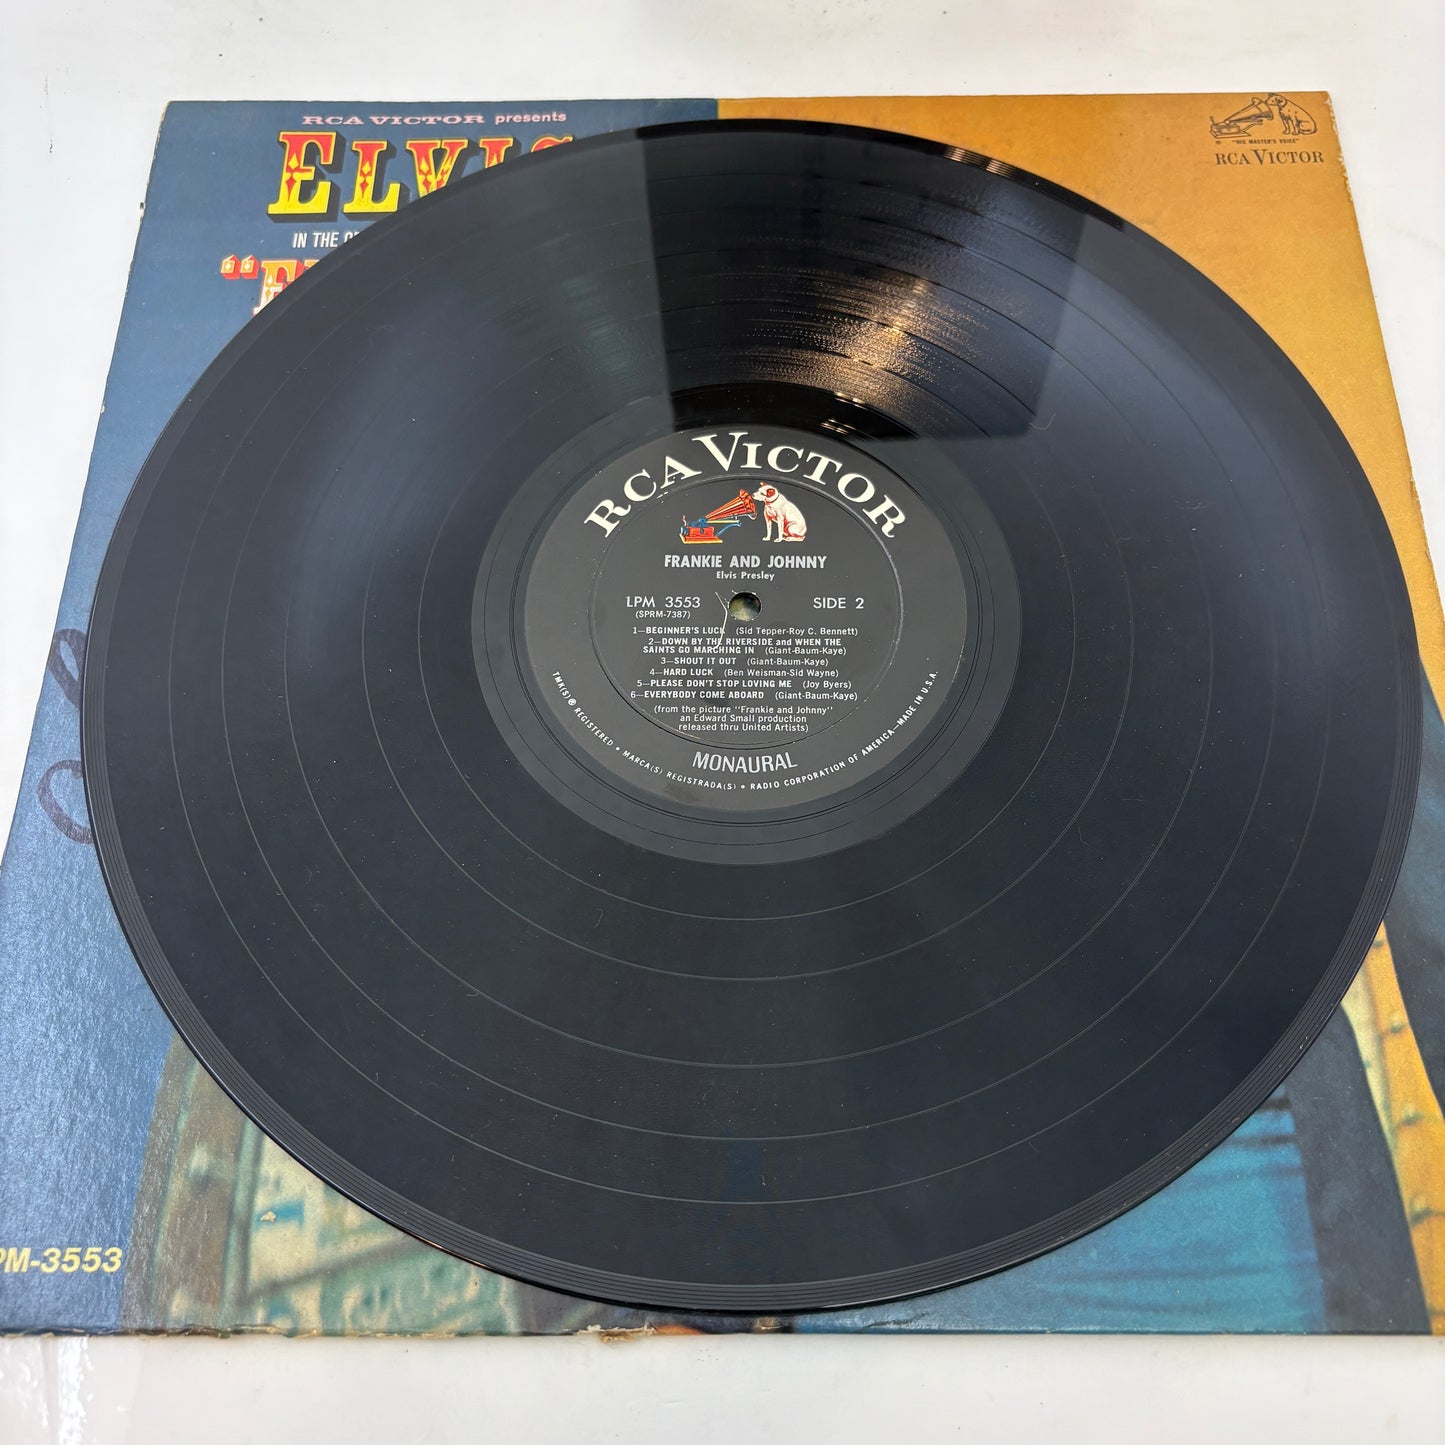 RCA VICTOR presents
ELVIS
IN THE
"HIS MASTER'S VOICE"
RCA VICTOR
RCA VICTOR
FRANKIE AND JOHNNY
Elvis Presley
LPM 3553
SIDE 2
(SPRM-7387)
1—BEGINNER'S LUCK (Sid Tepper-Roy C. Bennett)
2—DOWN BY THE RIVERSIDE and WHEN THE
SAINTS GO MARCHING IN (Giant-Baum-Kaye)
3—SHOUT IT OUT (Giant-Baum-Kaye)
4—HARD LUCK (Ben Weisman-Sid Wayne)
5—PLEASE DON'T STOP LOVING ME (Joy Byers)
6—EVERYBODY COME ABOARD (Giant-Baum-Kaye)
(from the picture "Frankie and Johnny"
an Edward Small production
released thru United Artists)
MONAURAL
TMK(S) ® REGISTERED • MARCA(S) REGISTRADA(S) • RADIO CORPORATION OF AMERICA—MADE IN U.S.A.
PM-3553